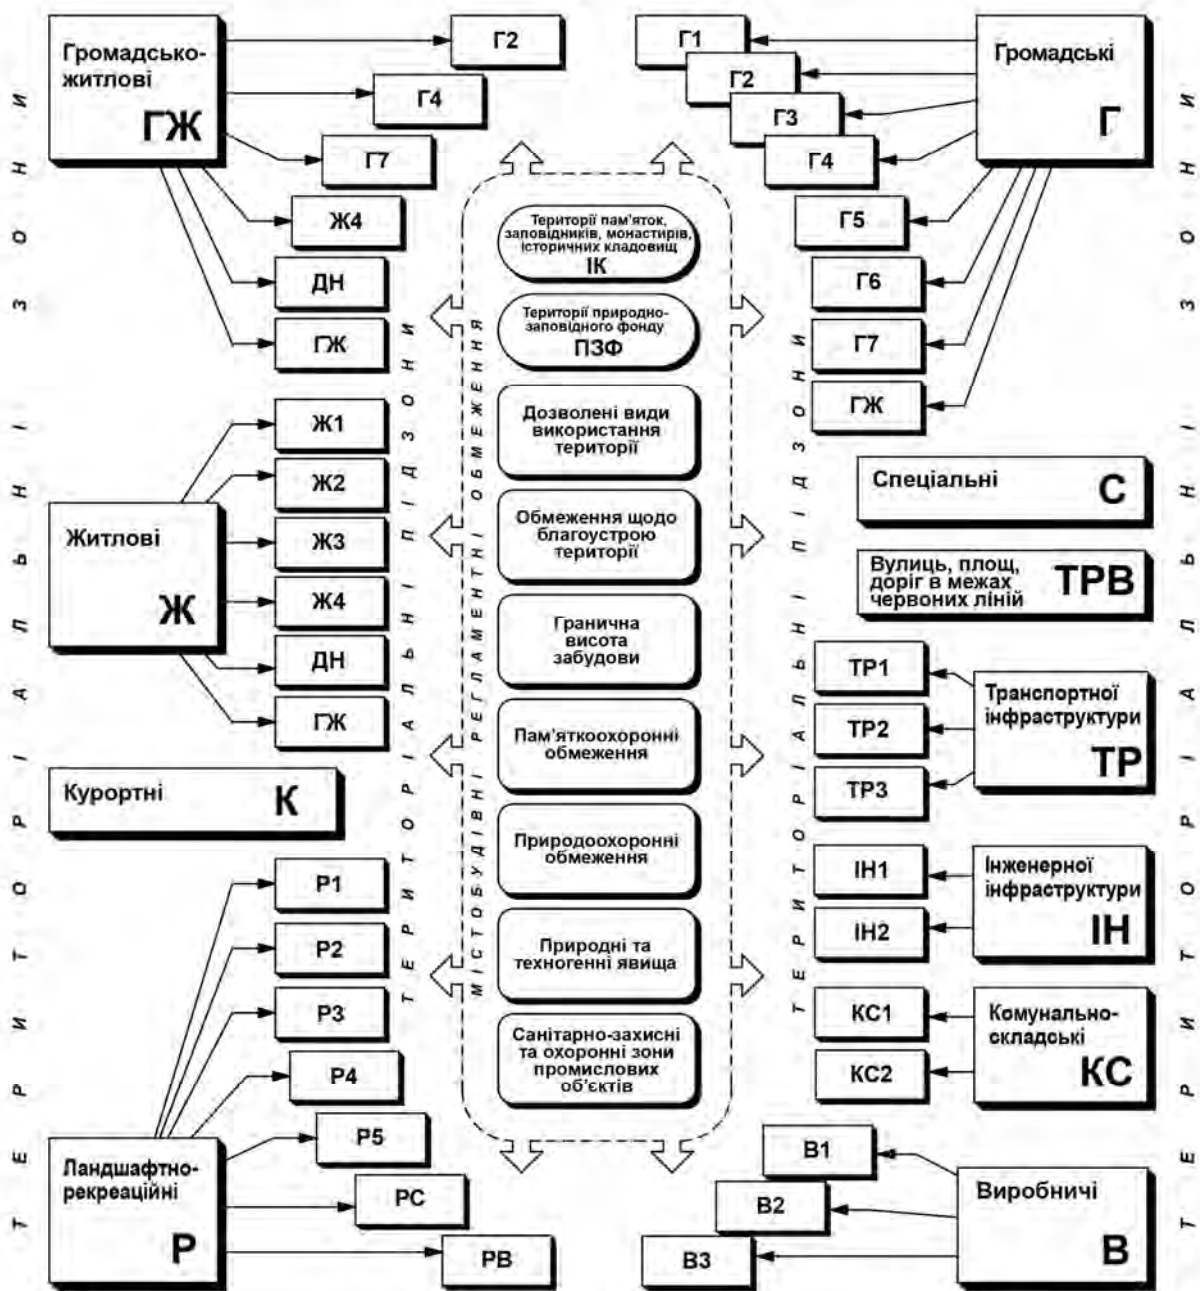 ТЕРИТОРІАЛЬНІ ЗОНИ
Громадсько-
житлові
ГЖ
Г2
Г4
Г7
Ж4
ДН
ГЖ
Житлові
Ж
Ж1
Ж2
Ж3
Ж4
ДН
ГЖ
Курортні К
Ландшафтно-
рекреаційні
Р
Р1
Р2
Р3
Р4
Р5
РС
РВ
ТЕРИТОРІАЛЬНІ ПІДЗОНИ
МІСТОБУДІВНІ РЕГЛАМЕНТНІ ОБМЕЖЕННЯ
Території пам'яток,
заповідників, монастирів,
історичних кладовищ
ІК
Території природно-
заповідного фонду
ПЗФ
Дозволені види
використання
території
Обмеження щодо
благоустрою
території
Гранична
висота
забудови
Пам'яткоохоронні
обмеження
Природоохоронні
обмеження
Природні та
техногенні явища
Санітарно-захисні
та охоронні зони
промислових
об'єктів
ТЕРИТОРІАЛЬНІ ПІДЗОНИ
Г1
Г2
Г3
Г4
Г5
Г6
Г7
ГЖ
Громадські
Г
Спеціальні С
Вулиць, площ,
доріг в межах
червоних ліній
ТРВ
ТР1
ТР2
ТР3
Транспортної
інфраструктури
ТР
ІН1
ІН2
Інженерної
інфраструктури
ІН
КС1
КС2
Комунально-
складські
КС
В1
В2
В3
Виробничі
В
ТЕРИТОРІАЛЬНІ ЗОНИ